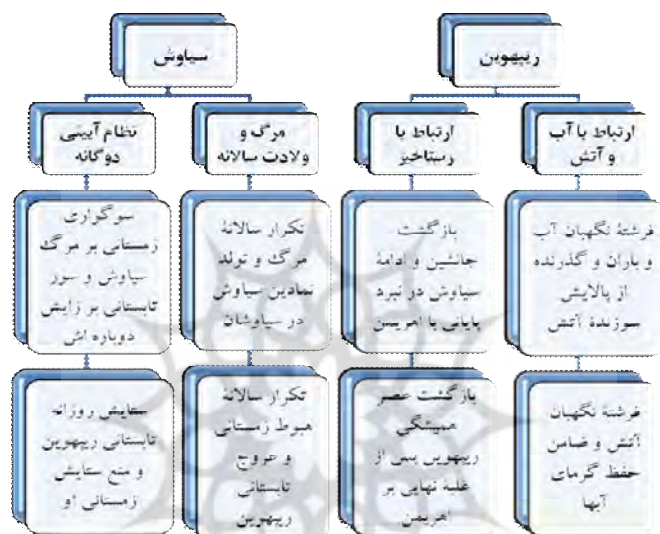 ریپهوین
سیاوش
ارتباط با آب
و آتش
ارتباط با
رستاخیز
مرگ و
ولادت سالانه
نظام آیینی
دوگانه
فرشتهٔ نگهبان آب
و باران و گذرنده
از پالایش
سوزندهٔ آتش
بازگشت
جانشین و ادامهٔ
سیاوش در نبرد
پایانی با اهریمن
تکرار سالانهٔ
مرگ و تولد
نمادین سیاوش
در سیاوشان
سوگواری
زمستانی بر مرگ
سیاوش و سور
تابستانی بر زایش
دوباره اش
فرشتهٔ نگهبان
آتش و ضامن
حفظ گرمای
آبها
بازگشت عصر
همیشگی
ریپهوین پس از
غلبهٔ نهایی بر
اهریمن
تکرار سالانهٔ
هبوط زمستانی
و عروج
تابستانی
ریپهوین
ستایش روزانه
تابستانی ریپهوین
و منع ستایش
زمستانی او